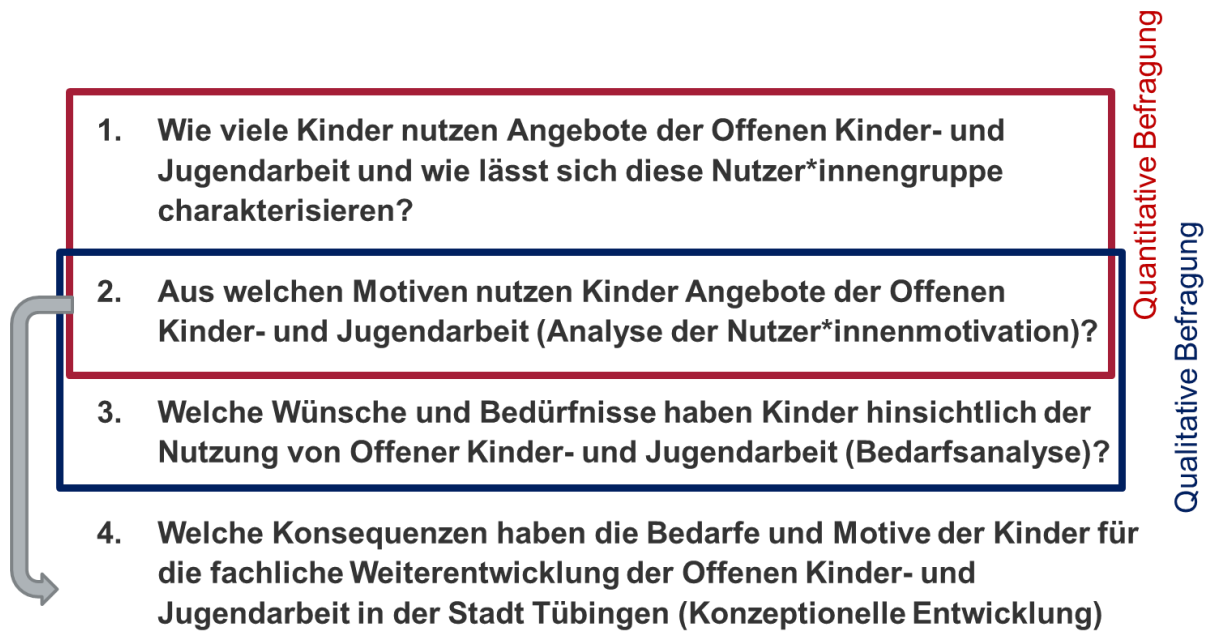 1. Wie viele Kinder nutzen Angebote der Offenen Kinder- und
Jugendarbeit und wie lässt sich diese Nutzer*innengruppe
charakterisieren?
2. Aus welchen Motiven nutzen Kinder Angebote der Offenen
Kinder- und Jugendarbeit (Analyse der Nutzer*innenmotivation)?
3. Welche Wünsche und Bedürfnisse haben Kinder hinsichtlich der
Nutzung von Offener Kinder- und Jugendarbeit (Bedarfsanalyse)?
4. Welche Konsequenzen haben die Bedarfe und Motive der Kinder für
die fachliche Weiterentwicklung der Offenen Kinder- und
Jugendarbeit in der Stadt Tübingen (Konzeptionelle Entwicklung)
Quantitative Befragung
Qualitative Befragung